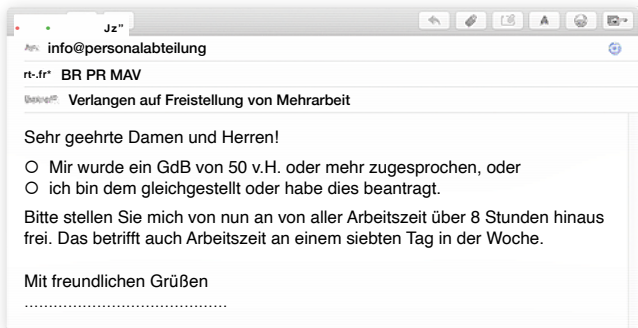 Jz"
info@personalabteilung
rt-.fr* BR PR MAV
Verlangen auf Freistellung von Mehrarbeit
Sehr geehrte Damen und Herren!
O Mir wurde ein GdB von 50 v.H. oder mehr zugesprochen, oder
O ich bin dem gleichgestellt oder habe dies beantragt.
Bitte stellen Sie mich von nun an von aller Arbeitszeit über 8 Stunden hinaus
frei. Das betrifft auch Arbeitszeit an einem siebten Tag in der Woche.
Mit freundlichen Grüßen
........................................